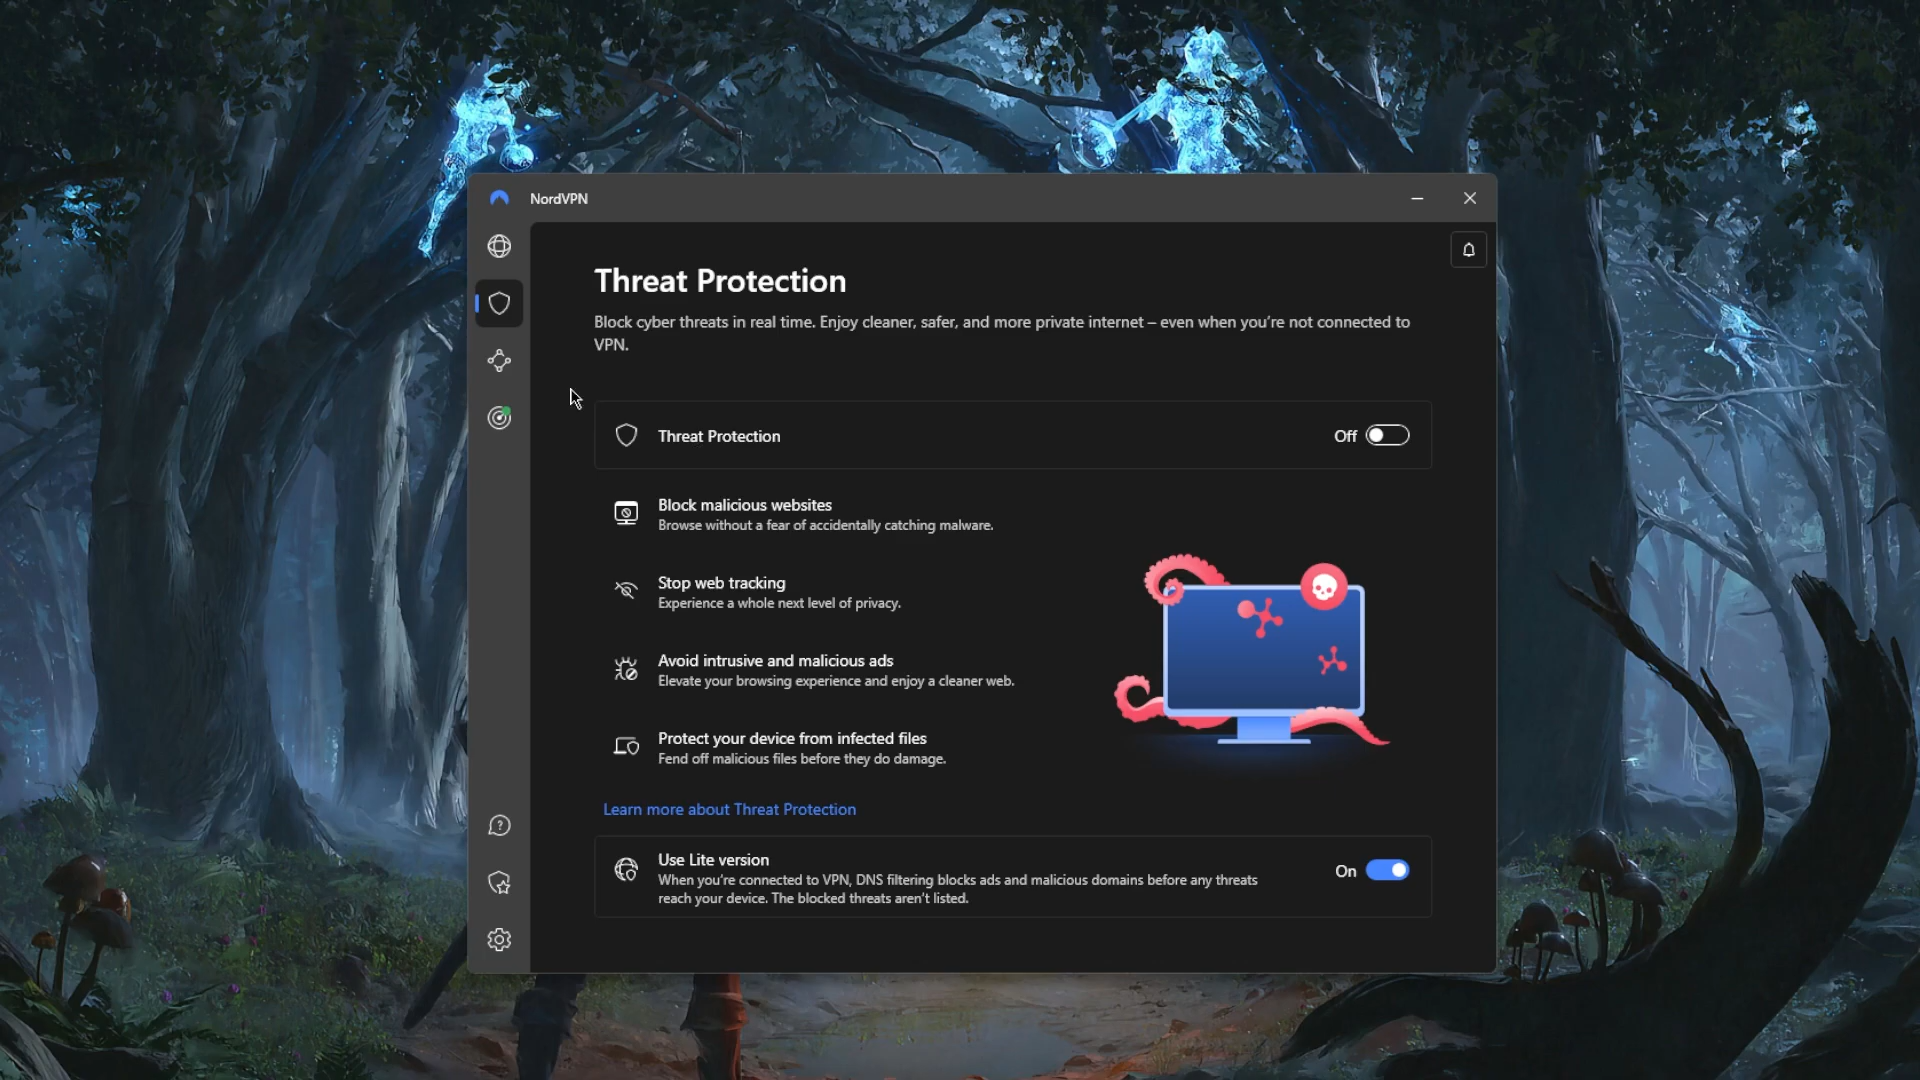 NordVPN
Threat Protection
Block cyber threats in real time. Enjoy cleaner, safer, and more private internet – even when you're not connected to
VPN.
Threat Protection
Off
Block malicious websites
Browse without a fear of accidentally catching malware.
Stop web tracking
Experience a whole next level of privacy.
Avoid intrusive and malicious ads
Elevate your browsing experience and enjoy a cleaner web.
Protect your device from infected files
Fend off malicious files before they do damage.
Learn more about Threat Protection
Use Lite version
When you're connected to VPN, DNS filtering blocks ads and malicious domains before any threats
reach your device. The blocked threats aren't listed.
On